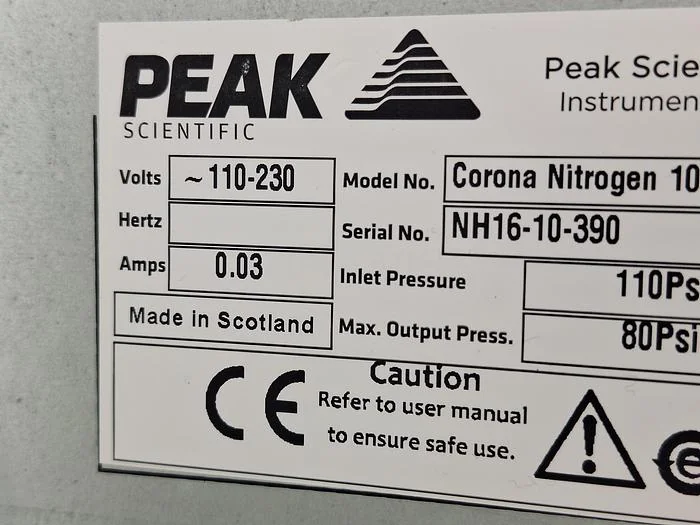 PEAK
SCIENTIFIC
Peak Scie
Instrumen
Volts ~ 110-230
Model No. Corona Nitrogen 10
Hertz
Serial No. NH16-10-390
Amps 0.03
Inlet Pressure 110Ps
Made in Scotland
Max. Output Press. 80Psi
Caution
CE
Refer to user manual
to ensure safe use.
!